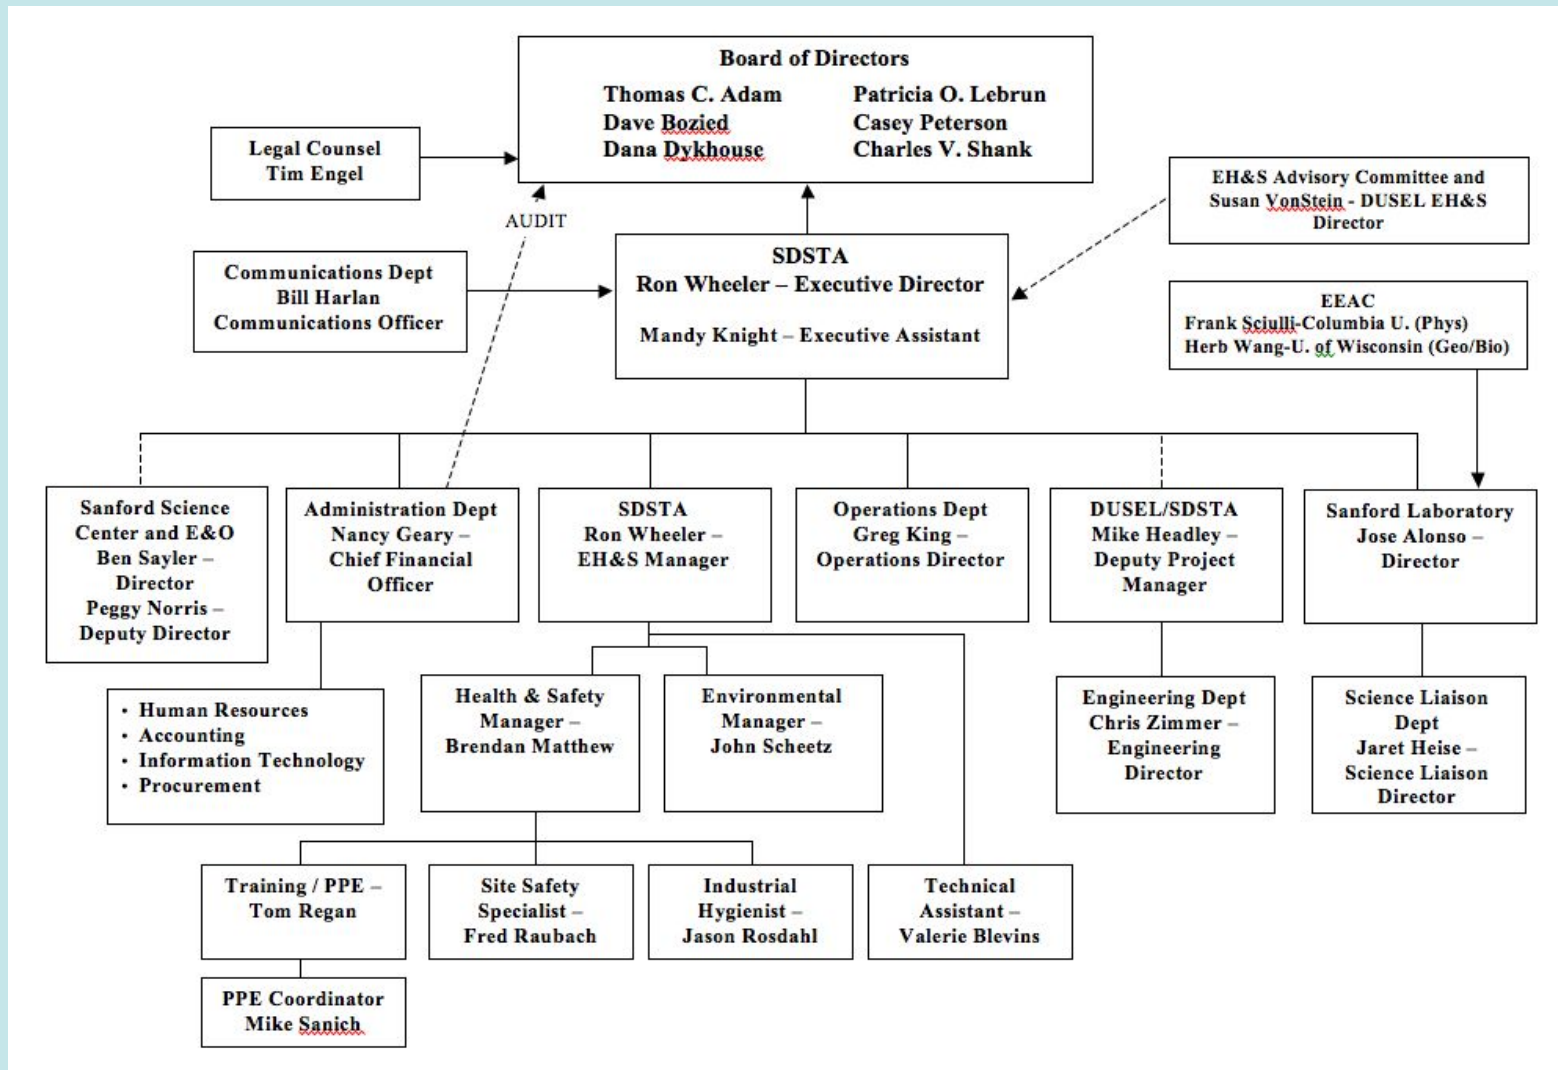 Board of Directors
Thomas C. Adam
Patricia O. Lebrun
Dave Bozied
Casey Peterson
Dana Dykhouse
Charles V. Shank
Legal Counsel
Tim Engel
AUDIT
EH&S Advisory Committee and
Susan VonStein - DUSEL EH&S
Director
Communications Dept
Bill Harlan
Communications Officer
SDSTA
Ron Wheeler – Executive Director
Mandy Knight – Executive Assistant
EEAC
Frank Sciulli-Columbia U. (Phys)
Herb Wang-U. of Wisconsin (Geo/Bio)
Sanford Science
Center and E&O
Ben Sayler –
Director
Peggy Norris –
Deputy Director
Administration Dept
Nancy Geary –
Chief Financial
Officer
SDSTA
Ron Wheeler –
EH&S Manager
Operations Dept
Greg King –
Operations Director
DUSEL/SDSTA
Mike Headley –
Deputy Project
Manager
Sanford Laboratory
Jose Alonso –
Director
• Human Resources
• Accounting
• Information Technology
• Procurement
Health & Safety
Manager –
Brendan Matthew
Environmental
Manager –
John Scheetz
Engineering Dept
Chris Zimmer –
Engineering
Director
Science Liaison
Dept
Jaret Heise –
Science Liaison
Director
Training / PPE –
Tom Regan
Site Safety
Specialist –
Fred Raubach
Industrial
Hygienist –
Jason Rosdahl
Technical
Assistant –
Valerie Blevins
PPE Coordinator
Mike Sanich